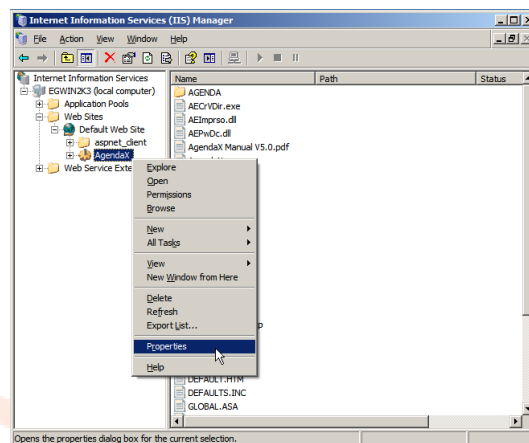 Internet Information Services (IIS) Manager
File Action View Window Help
Internet Information Services
EGWIN2K3 (local computer)
Application Pools
Web Sites
Default Web Site
aspnet_client
AgendaX
Web Service Exte
Name Path Status
AGENDA
AECrVDir.exe
AEImprso.dll
AEPwDc.dll
AgendaX Manual V5.0.pdf
Explore
Open
Permissions
Browse
New
All Tasks
View
New Window from Here
Delete
Refresh
Export List...
Properties
Help
DEFAULT.HTM
DEFAULTS.INC
GLOBAL.ASA
Opens the properties dialog box for the current selection.